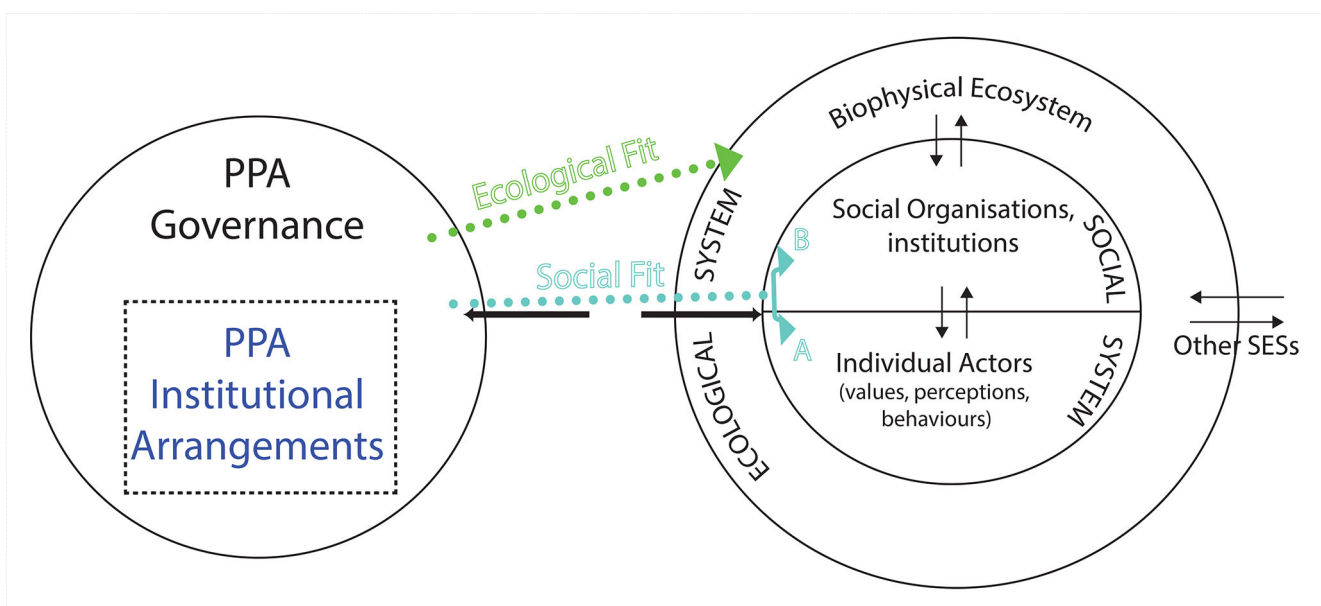 PPA
Governance
PPA
Institutional
Arrangements
Ecological Fit
Social Fit
Biophysical Ecosystem
ECOLOGICAL SYSTEM
Social Organisations,
institutions
SOCIAL SYSTEM
B
A
Individual Actors
(values, perceptions,
behaviours)
Other SESs